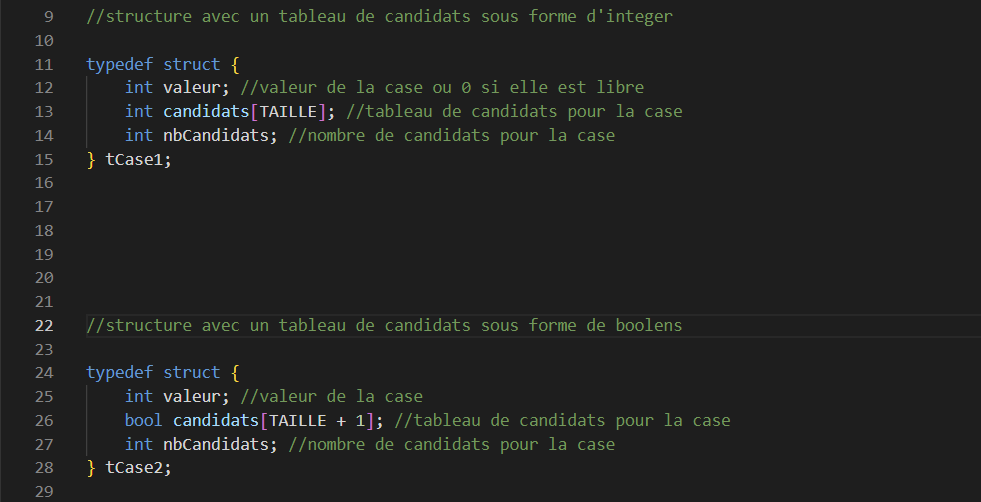 9 //structure avec un tableau de candidats sous forme d'integer
10
11 typedef struct {
12 int valeur; //valeur de la case ou 0 si elle est libre
13 int candidats[TAILLE]; //tableau de candidats pour la case
14 int nbCandidats; //nombre de candidats pour la case
15 } tCase1;
16
17
18
19
20
21
22 //structure avec un tableau de candidats sous forme de boolens
23
24 typedef struct {
25 int valeur; //valeur de la case
26 bool candidats[TAILLE + 1]; //tableau de candidats pour la case
27 int nbCandidats; //nombre de candidats pour la case
28 } tCase2;
29